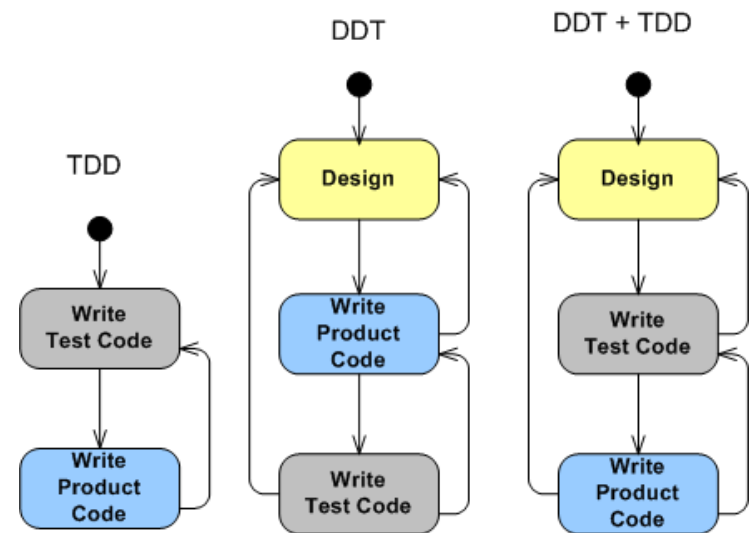 TDD
Write
Test Code
Write
Product
Code
DDT
Design
Write
Product
Code
Write
Test Code
DDT + TDD
Design
Write
Test Code
Write
Product
Code